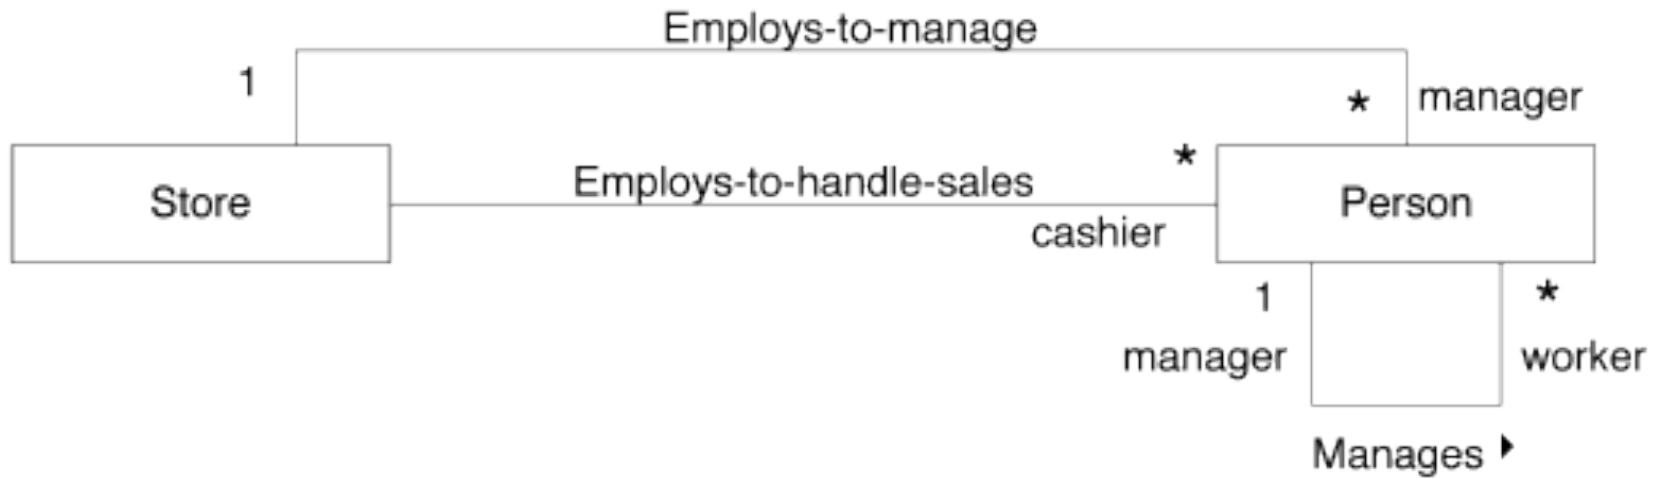 Employs-to-manage
1
* manager
Store
Employs-to-handle-sales
*
cashier
Person
1
*
manager
worker
Manages